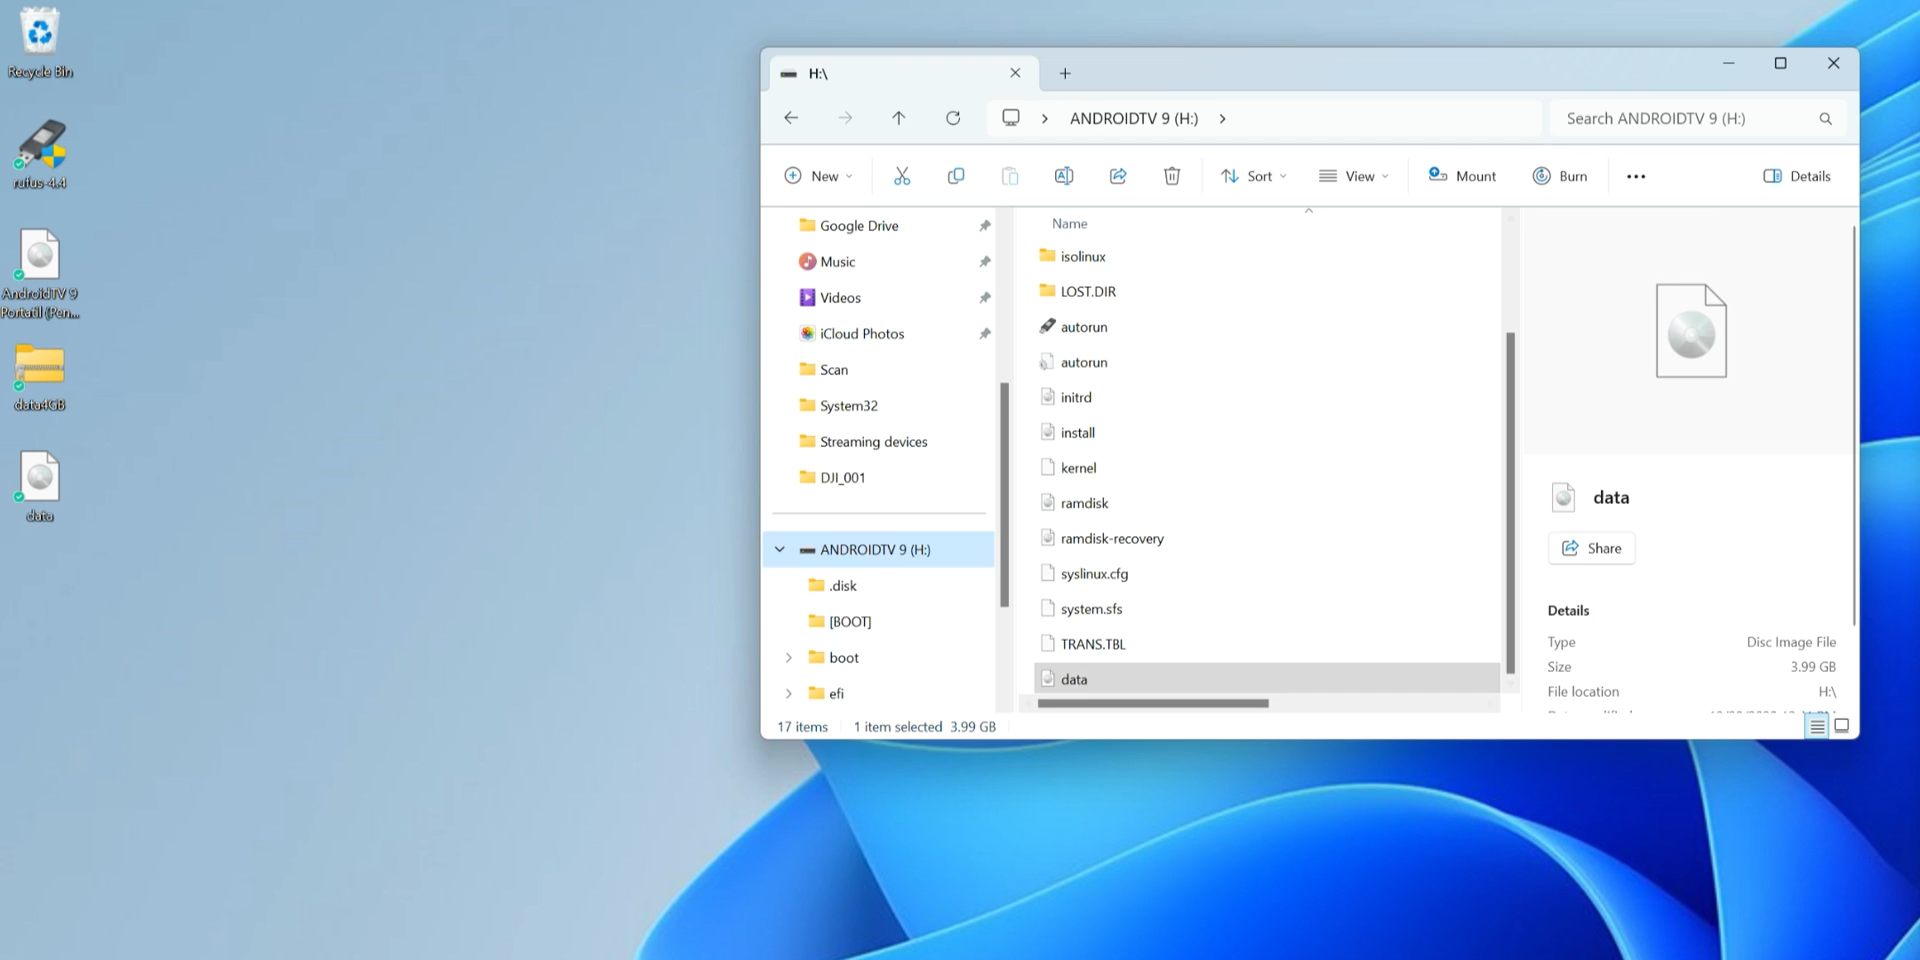 Recycle Bin
rufus-4.4
AndroidTV 9
Portatil (Pen...
data4GB
data
H:\
ANDROIDTV 9 (H:)
Search ANDROIDTV 9 (H:)
New
Sort
View
Mount
Burn
Details
Google Drive
Music
Videos
iCloud Photos
Scan
System32
Streaming devices
DJI_001
ANDROIDTV 9 (H:)
.disk
[BOOT]
boot
efi
Name
isolinux
LOST.DIR
autorun
autorun
initrd
install
kernel
ramdisk
ramdisk-recovery
syslinux.cfg
system.sfs
TRANS.TBL
data
data
Share
Details
Type Disc Image File
Size 3.99 GB
File location H:\
17 items 1 item selected 3.99 GB